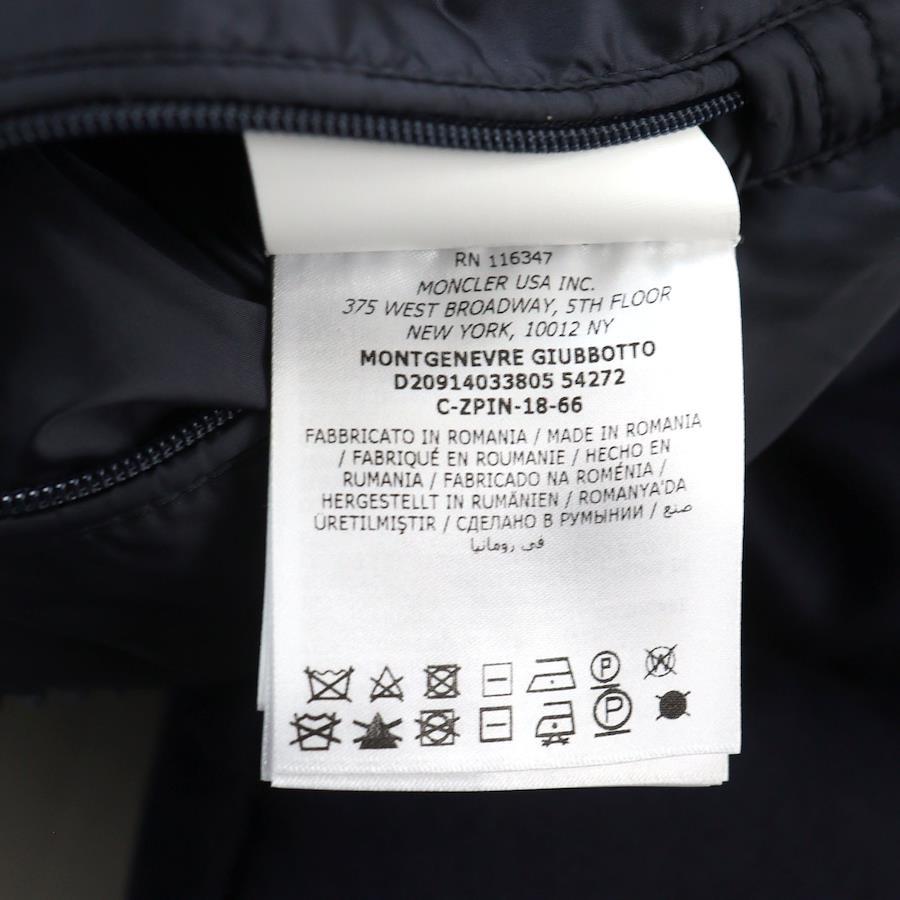 RN 116347
MONCLER USA INC.
375 WEST BROADWAY, 5TH FLOOR
NEW YORK, 10012 NY
MONTGENEVRE GIUBBOTTO
D20914033805 54272
C-ZPIN-18-66
FABBRICATO IN ROMANIA / MADE IN ROMANIA
/ FABRIQUÉ EN ROUMANIE / HECHO EN
RUMANIA / FABRICADO NA ROMÉNIA /
HERGESTELLT IN RUMÄNIEN / ROMANYA'DA
ÜRETILMIŞTIR / СДЕЛАНО В РУМЫНИИ / صنع
في رومانيا
P W
P